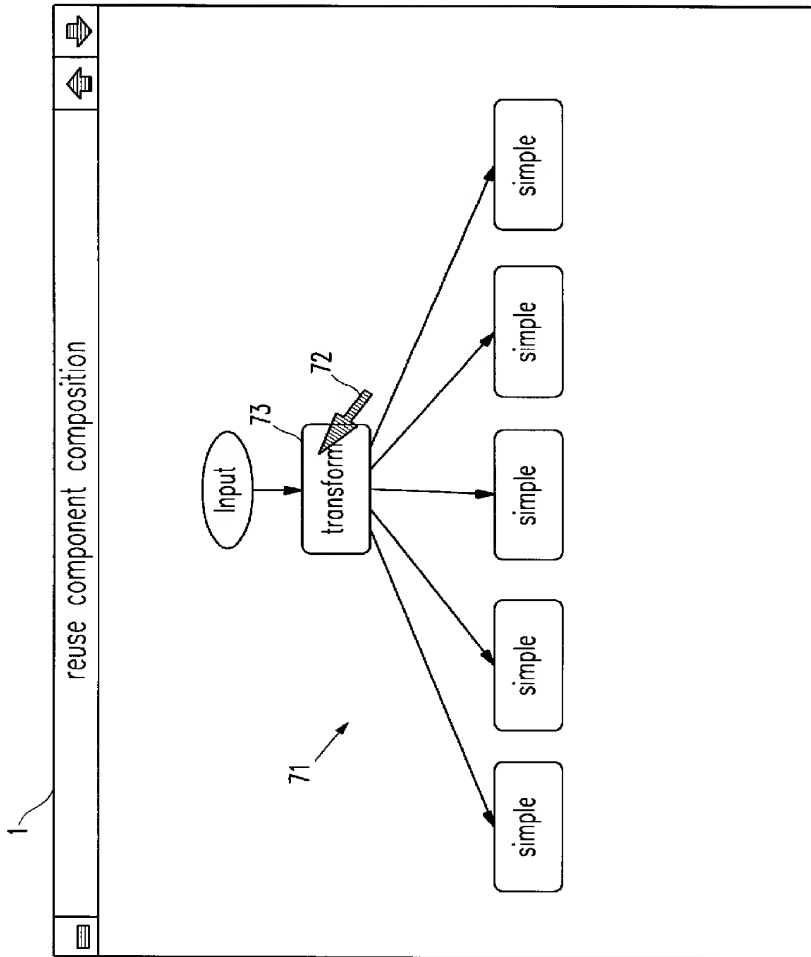 1
reuse component composition
Input
73
72
transform
71
simple
simple
simple
simple
simple